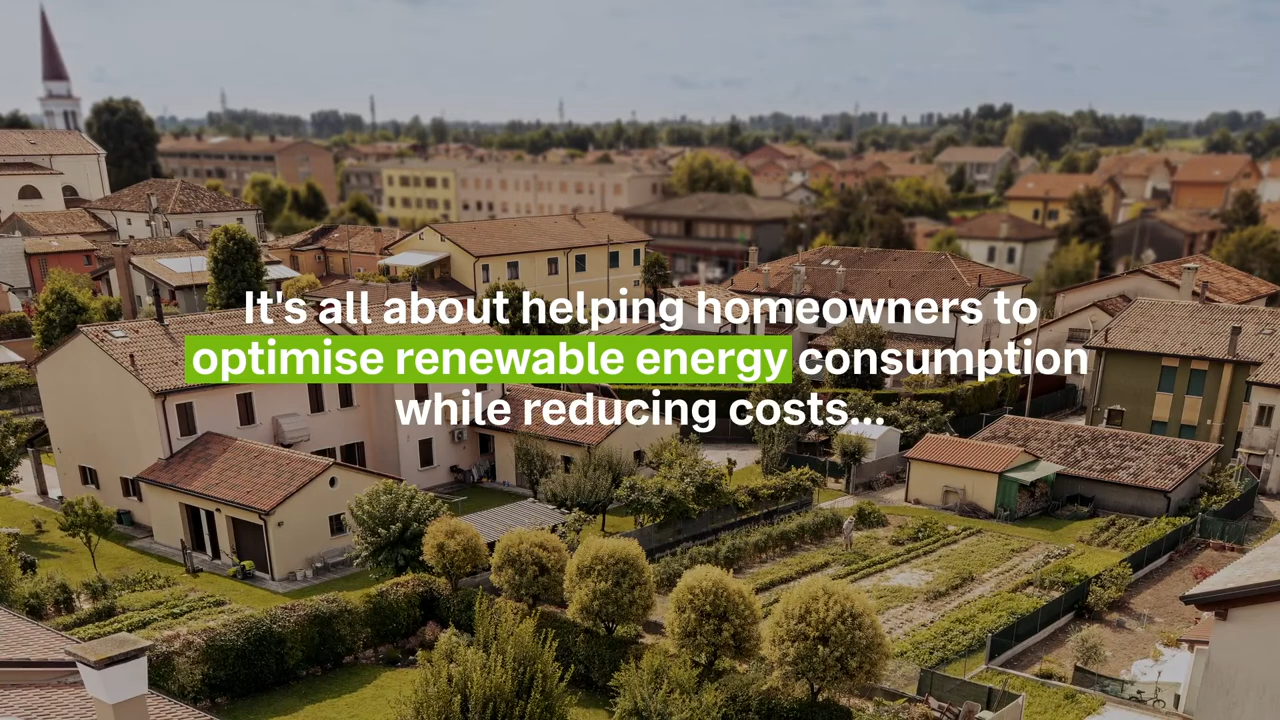 It's all about helping homeowners to
optimise renewable energy consumption
while reducing costs...